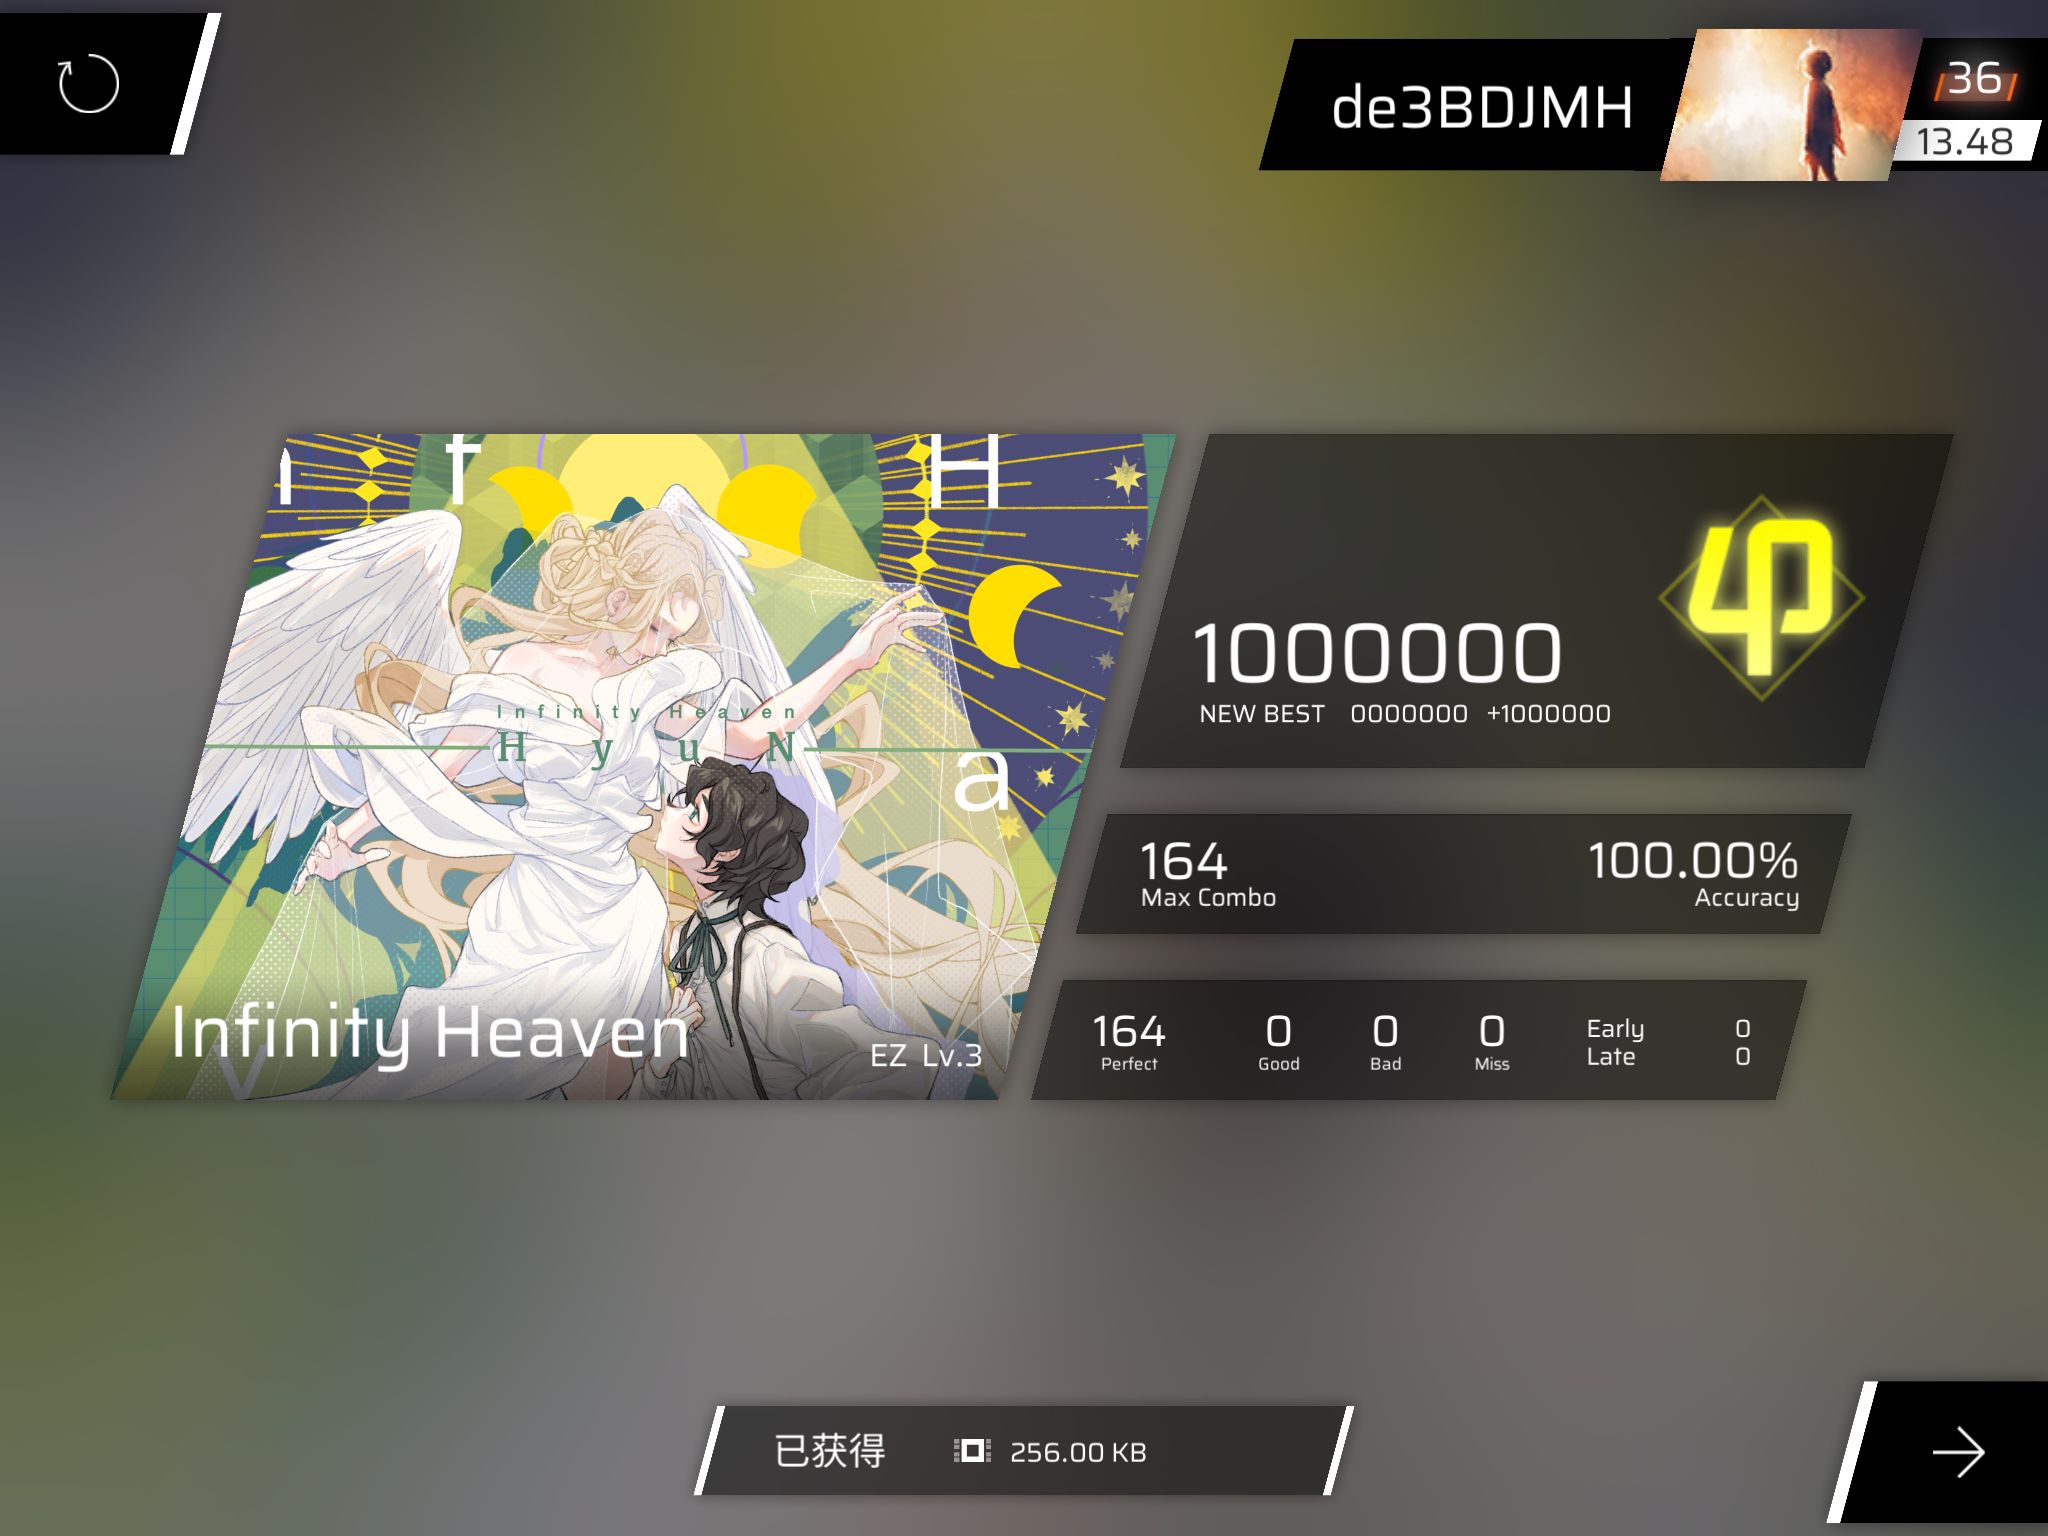 de3BDJMH
36
13.48
n f H
Infinity Heaven
HyuN
a
v
Infinity Heaven
EZ Lv.3
φ
1000000
NEW BEST 0000000 +1000000
164 100.00%
Max Combo Accuracy
164 0 0 0
Perfect Good Bad Miss
Early 0
Late 0
已获得 256.00 KB